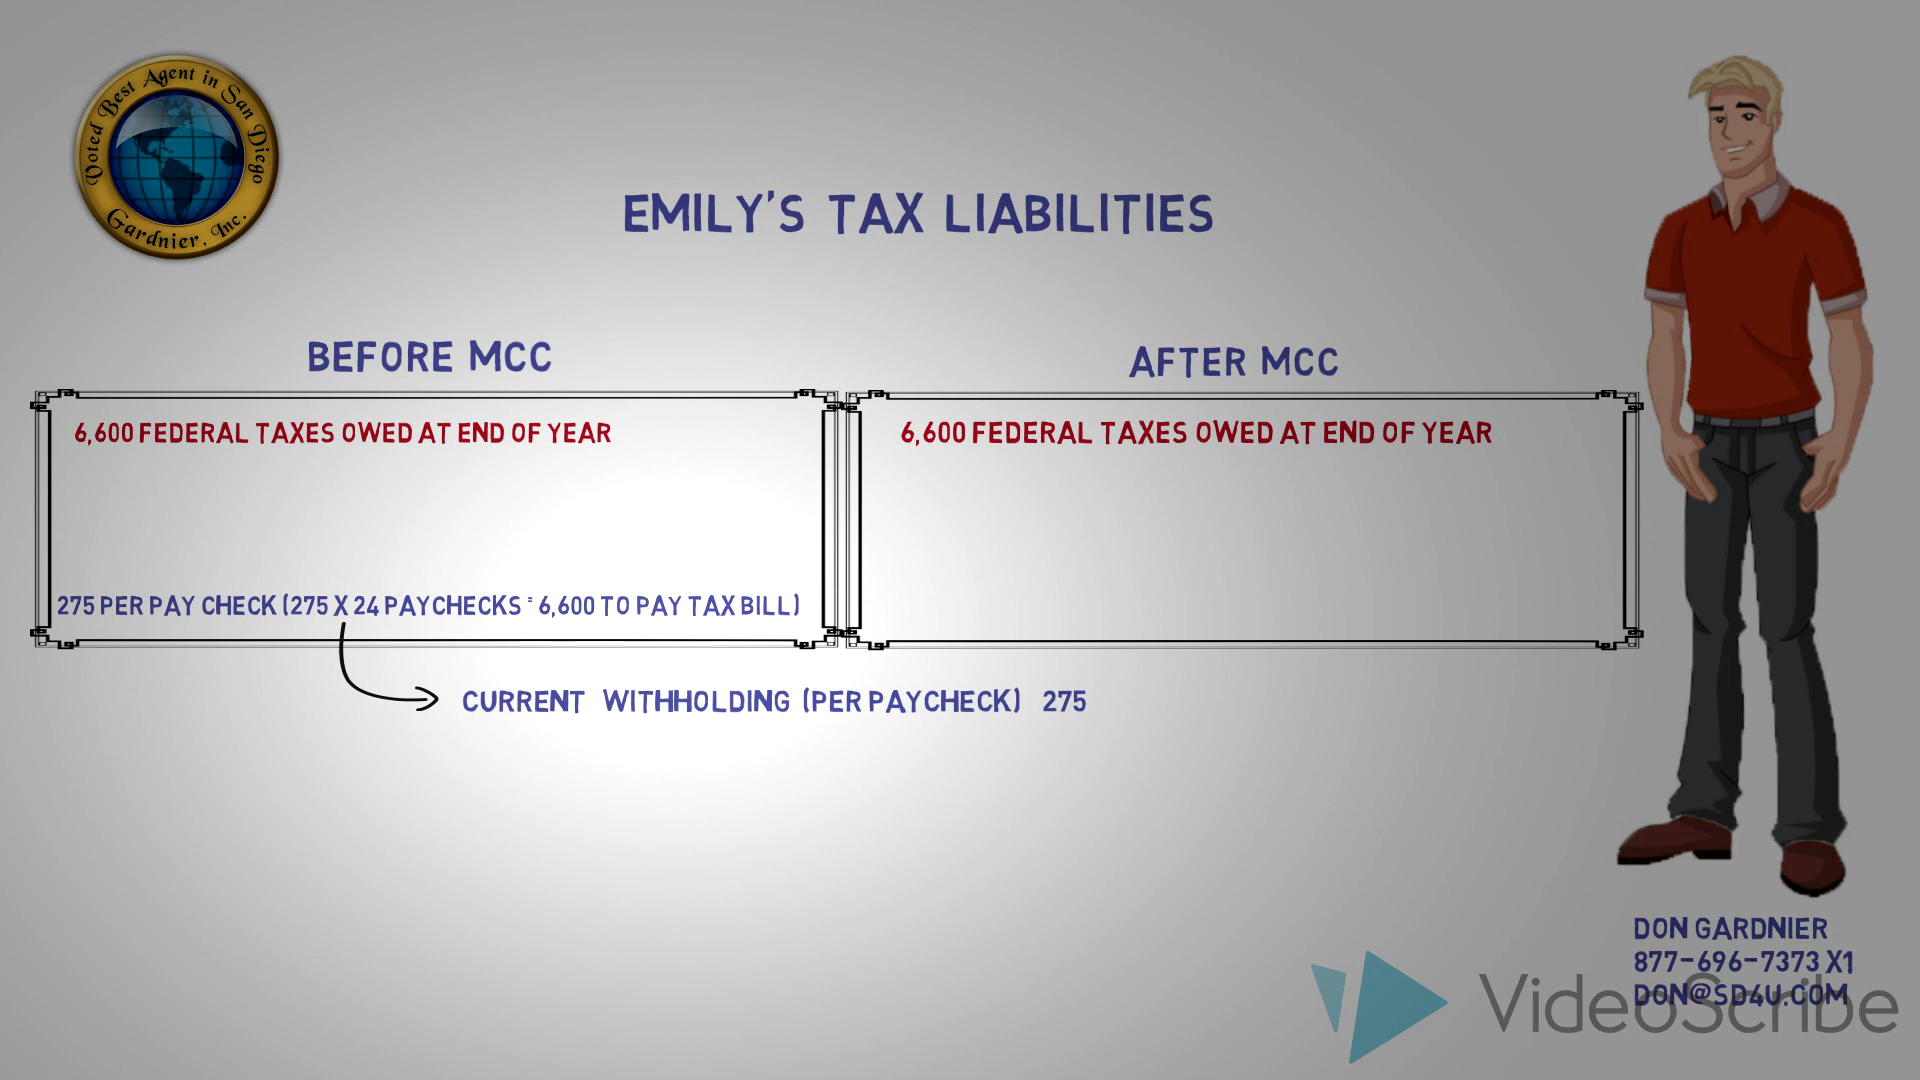 Voted Best Agent in San Diego
Gardnier, Inc.
EMILY'S TAX LIABILITIES
BEFORE MCC
AFTER MCC
6,600 FEDERAL TAXES OWED AT END OF YEAR
6,600 FEDERAL TAXES OWED AT END OF YEAR
275 PER PAY CHECK (275 X 24 PAYCHECKS = 6,600 TO PAY TAX BILL)
CURRENT WITHHOLDING (PER PAYCHECK) 275
DON GARDNIER
877-696-7373 X1
DON@SD4U.COM
VideoScribe